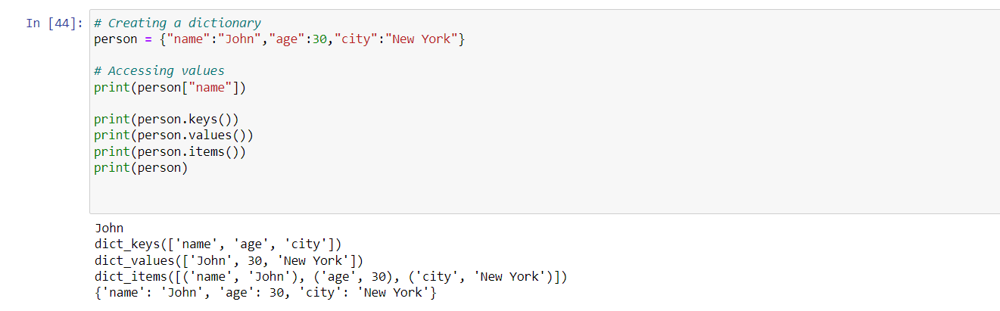 In [44]: # Creating a dictionary
person = {"name":"John","age":30,"city":"New York"}
# Accessing values
print(person["name"])
print(person.keys())
print(person.values())
print(person.items())
print(person)
John
dict_keys(['name', 'age', 'city'])
dict_values(['John', 30, 'New York'])
dict_items([('name', 'John'), ('age', 30), ('city', 'New York')])
{'name': 'John', 'age': 30, 'city': 'New York'}